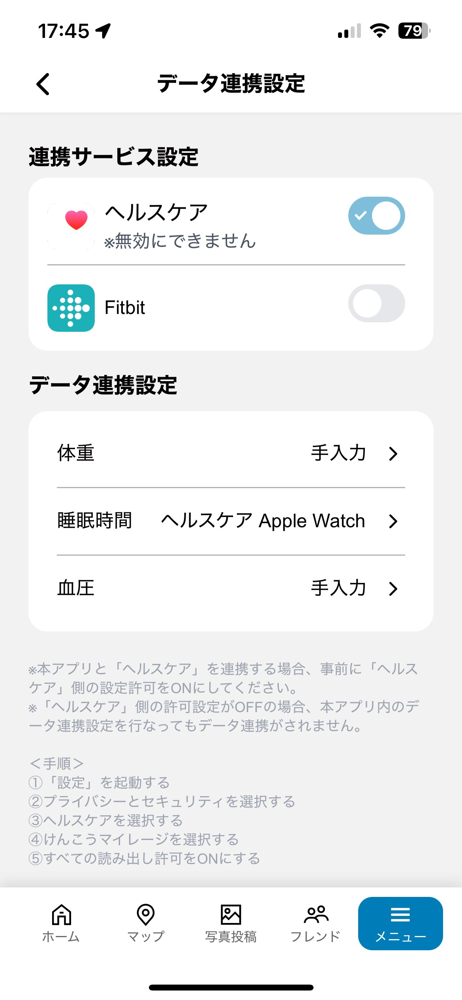 17:45
79
データ連携設定
連携サービス設定
ヘルスケア
※無効にできません
Fitbit
データ連携設定
体重 手入力
睡眠時間 ヘルスケア Apple Watch
血圧 手入力
※本アプリと「ヘルスケア」を連携する場合、事前に「ヘルス
ケア」側の設定許可をONにしてください。
※「ヘルスケア」側の許可設定がOFFの場合、本アプリ内のデ
ータ連携設定を行なってもデータ連携がされません。
＜手順＞
①「設定」を起動する
②プライバシーとセキュリティを選択する
③ヘルスケアを選択する
④けんこうマイレージを選択する
⑤すべての読み出し許可をONにする
ホーム マップ 写真投稿 フレンド メニュー